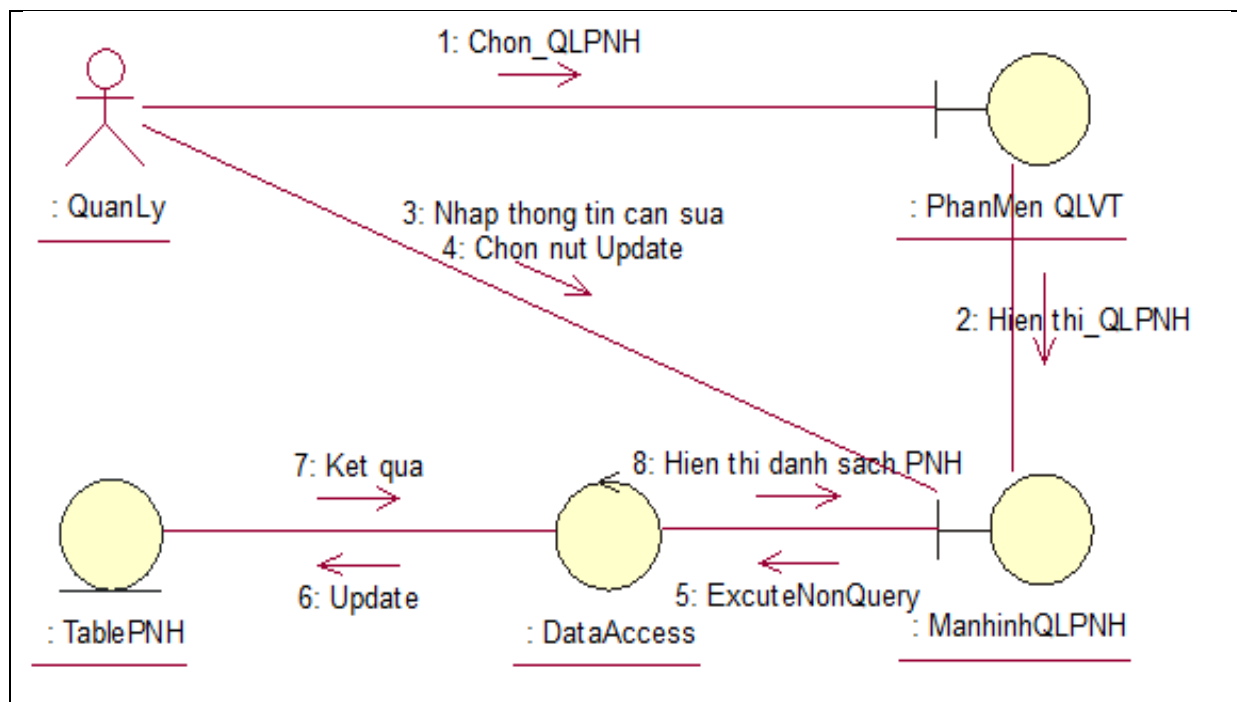 1: Chon_QLPNH
: QuanLy
: PhanMen QLVT
3: Nhap thong tin can sua
4: Chon nut Update
2: Hien thi_QLPNH
7: Ket qua
8: Hien thi danh sach PNH
6: Update
5: ExcuteNonQuery
: TablePNH
: DataAccess
: ManhinhQLPNH